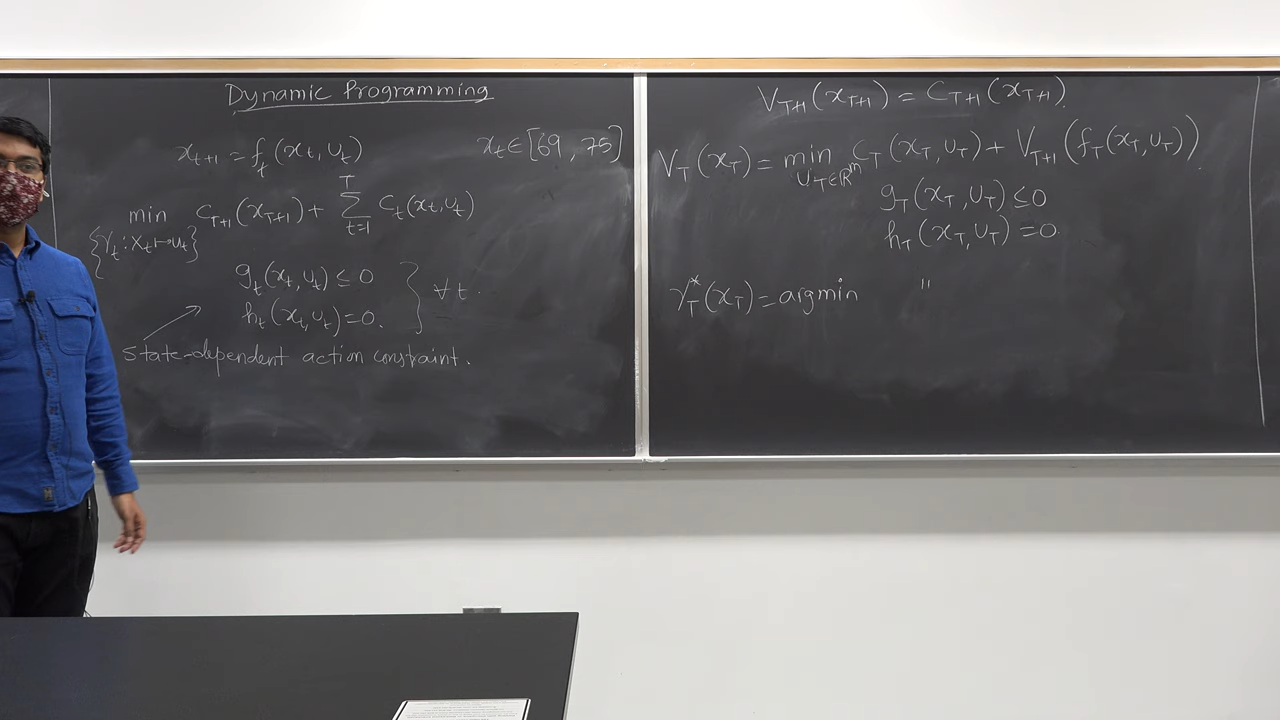 Dynamic Programming
x_{t+1} = f_t(x_t, u_t)
x_t ∈ [69, 75]
min_{{γ_t : X_t ↦ U_t}} C_{T+1}(x_{T+1}) + ∑_{t=1}^{T} C_t(x_t, u_t)
g_t(x_t, u_t) ≤ 0
h_t(x_t, u_t) = 0. } ∀t.
state-dependent action constraint.
V_{T+1}(x_{T+1}) = C_{T+1}(x_{T+1}).
V_T(x_T) = min_{u_T ∈ R^m} C_T(x_T, u_T) + V_{T+1}(f_T(x_T, u_T)).
g_T(x_T, u_T) ≤ 0
h_T(x_T, u_T) = 0.
γ_T^*(x_T) = argmin "